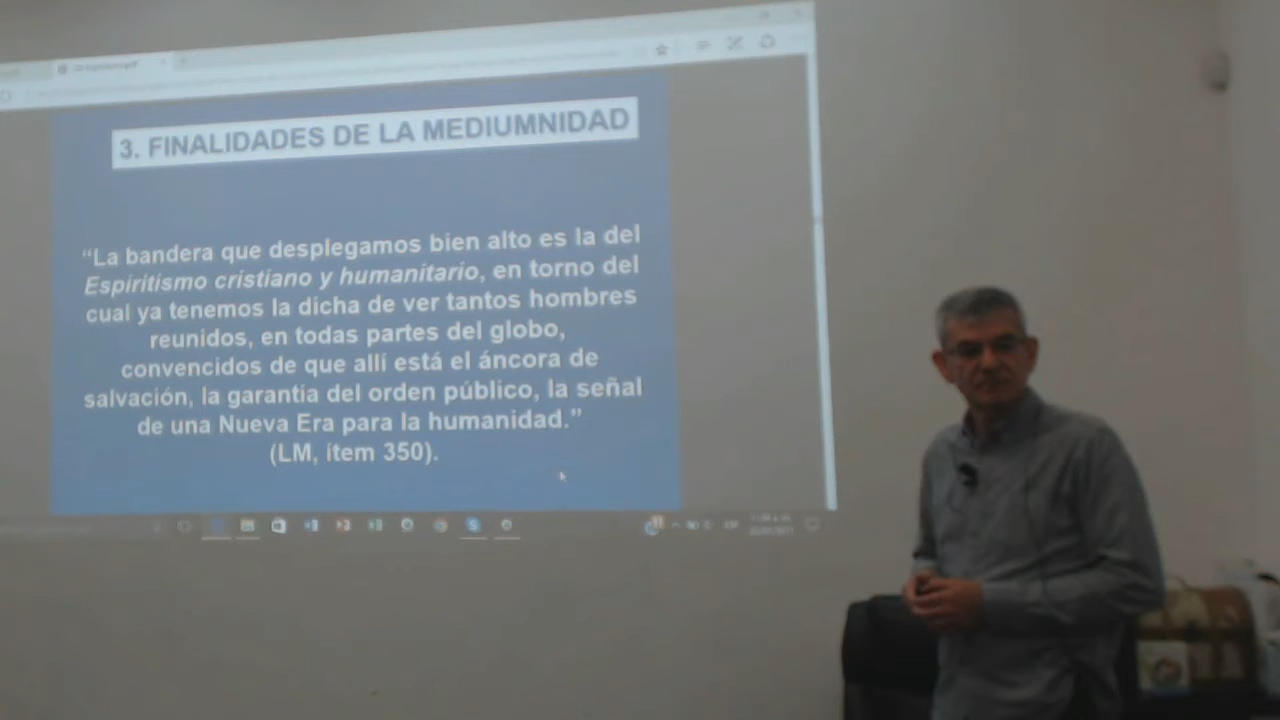 3. FINALIDADES DE LA MEDIUMNIDAD
“La bandera que desplegamos bien alto es la del
Espiritismo cristiano y humanitario, en torno del
cual ya tenemos la dicha de ver tantos hombres
reunidos, en todas partes del globo,
convencidos de que allí está el áncora de
salvación, la garantía del orden público, la señal
de una Nueva Era para la humanidad.”
(LM, ítem 350).